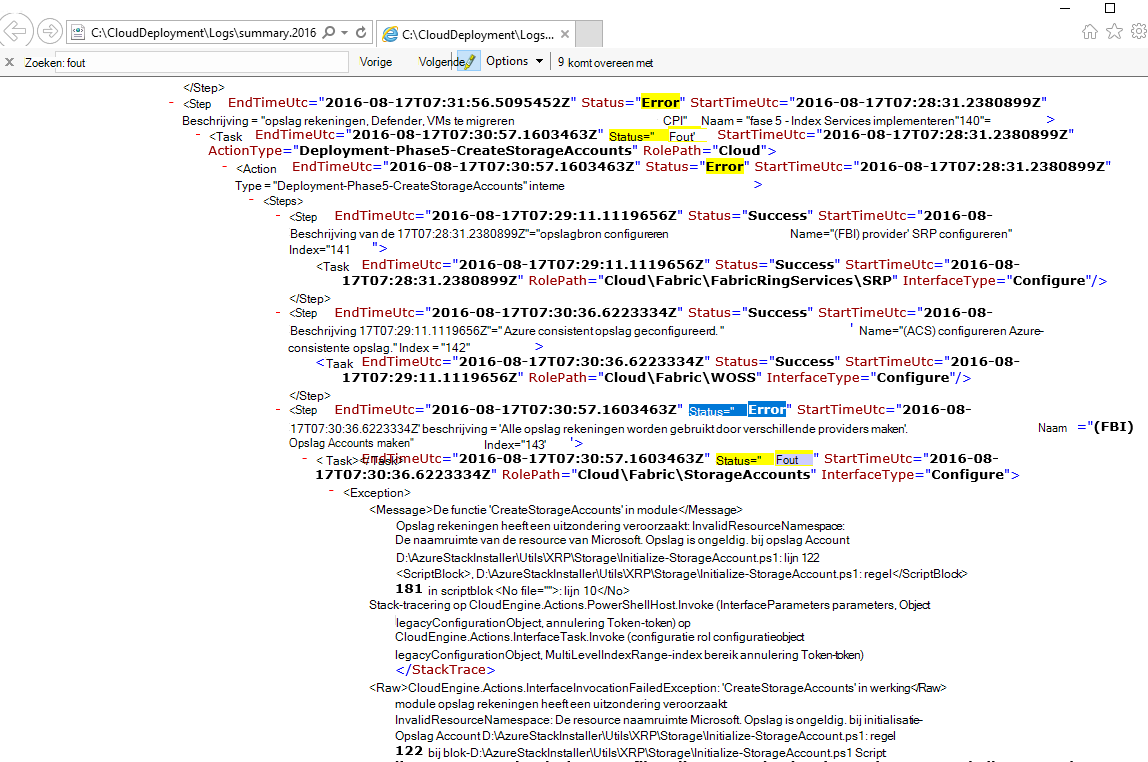 C:\CloudDeployment\Logs\summary.2016
C:\CloudDeployment\Logs...
Zoeken: fout Vorige Volgende Options 9 komt overeen met
</Step>
- <Step EndTimeUtc="2016-08-17T07:31:56.5095452Z" Status="Error" StartTimeUtc="2016-08-17T07:28:31.2380899Z"
Beschrijving = "opslag rekeningen, Defender, VMs te migreren CPI" Naam = "fase 5 - Index Services implementeren"140"= >
- <Task EndTimeUtc="2016-08-17T07:30:57.1603463Z" Status=" Fout' StartTimeUtc="2016-08-17T07:28:31.2380899Z"
ActionType="Deployment-Phase5-CreateStorageAccounts" RolePath="Cloud">
- <Action EndTimeUtc="2016-08-17T07:30:57.1603463Z" Status="Error" StartTimeUtc="2016-08-17T07:28:31.2380899Z"
Type = "Deployment-Phase5-CreateStorageAccounts" interne >
- <Steps>
- <Step EndTimeUtc="2016-08-17T07:29:11.1119656Z" Status="Success" StartTimeUtc="2016-08-
Beschrijving van de 17T07:28:31.2380899Z"="opslagbron configureren Name="(FBI) provider' SRP configureren"
Index="141 ">
<Task EndTimeUtc="2016-08-17T07:29:11.1119656Z" Status="Success" StartTimeUtc="2016-08-
17T07:28:31.2380899Z" RolePath="Cloud\Fabric\FabricRingServices\SRP" InterfaceType="Configure"/>
</Step>
- <Step EndTimeUtc="2016-08-17T07:30:36.6223334Z" Status="Success" StartTimeUtc="2016-08-
Beschrijving 17T07:29:11.1119656Z"=" Azure consistent opslag geconfigureerd. " ' Name="(ACS) configureren Azure-
consistente opslag." Index = "142" >
<Taak EndTimeUtc="2016-08-17T07:30:36.6223334Z" Status="Success" StartTimeUtc="2016-08-
17T07:29:11.1119656Z" RolePath="Cloud\Fabric\WOSS" InterfaceType="Configure"/>
</Step>
- <Step EndTimeUtc="2016-08-17T07:30:57.1603463Z" Status=" Error" StartTimeUtc="2016-08-
17T07:30:36.6223334Z' beschrijving = 'Alle opslag rekeningen worden gebruikt door verschillende providers maken'. Naam ="(FBI)
Opslag Accounts maken" Index="143' '>
- < Task></Task> EndTimeUtc="2016-08-17T07:30:57.1603463Z" Status=" Fout " StartTimeUtc="2016-08-
17T07:30:36.6223334Z" RolePath="Cloud\Fabric\StorageAccounts" InterfaceType="Configure">
- <Exception>
<Message>De functie 'CreateStorageAccounts' in module</Message>
Opslag rekeningen heeft een uitzondering veroorzaakt: InvalidResourceNamespace:
De naamruimte van de resource van Microsoft. Opslag is ongeldig. bij opslag Account
D:\AzureStackInstaller\Utils\XRP\Storage\Initialize-StorageAccount.ps1: lijn 122
<ScriptBlock>, D:\AzureStackInstaller\Utils\XRP\Storage\Initialize-StorageAccount.ps1: regel</ScriptBlock>
181 in scriptblok <No file="">: lijn 10</No>
Stack-tracering op CloudEngine.Actions.PowerShellHost.Invoke (InterfaceParameters parameters, Object
legacyConfigurationObject, annulering Token-token) op
CloudEngine.Actions.InterfaceTask.Invoke (configuratie rol configuratieobject
legacyConfigurationObject, MultiLevelIndexRange-index bereik annulering Token-token)
</StackTrace>
<Raw>CloudEngine.Actions.InterfaceInvocationFailedException: 'CreateStorageAccounts' in werking</Raw>
module opslag rekeningen heeft een uitzondering veroorzaakt:
InvalidResourceNamespace: De resource naamruimte Microsoft. Opslag is ongeldig. bij initialisatie-
Opslag Account D:\AzureStackInstaller\Utils\XRP\Storage\Initialize-StorageAccount.ps1: regel
122 bij blok-D:\AzureStackInstaller\Utils\XRP\Storage\Initialize-StorageAccount.ps1 Script